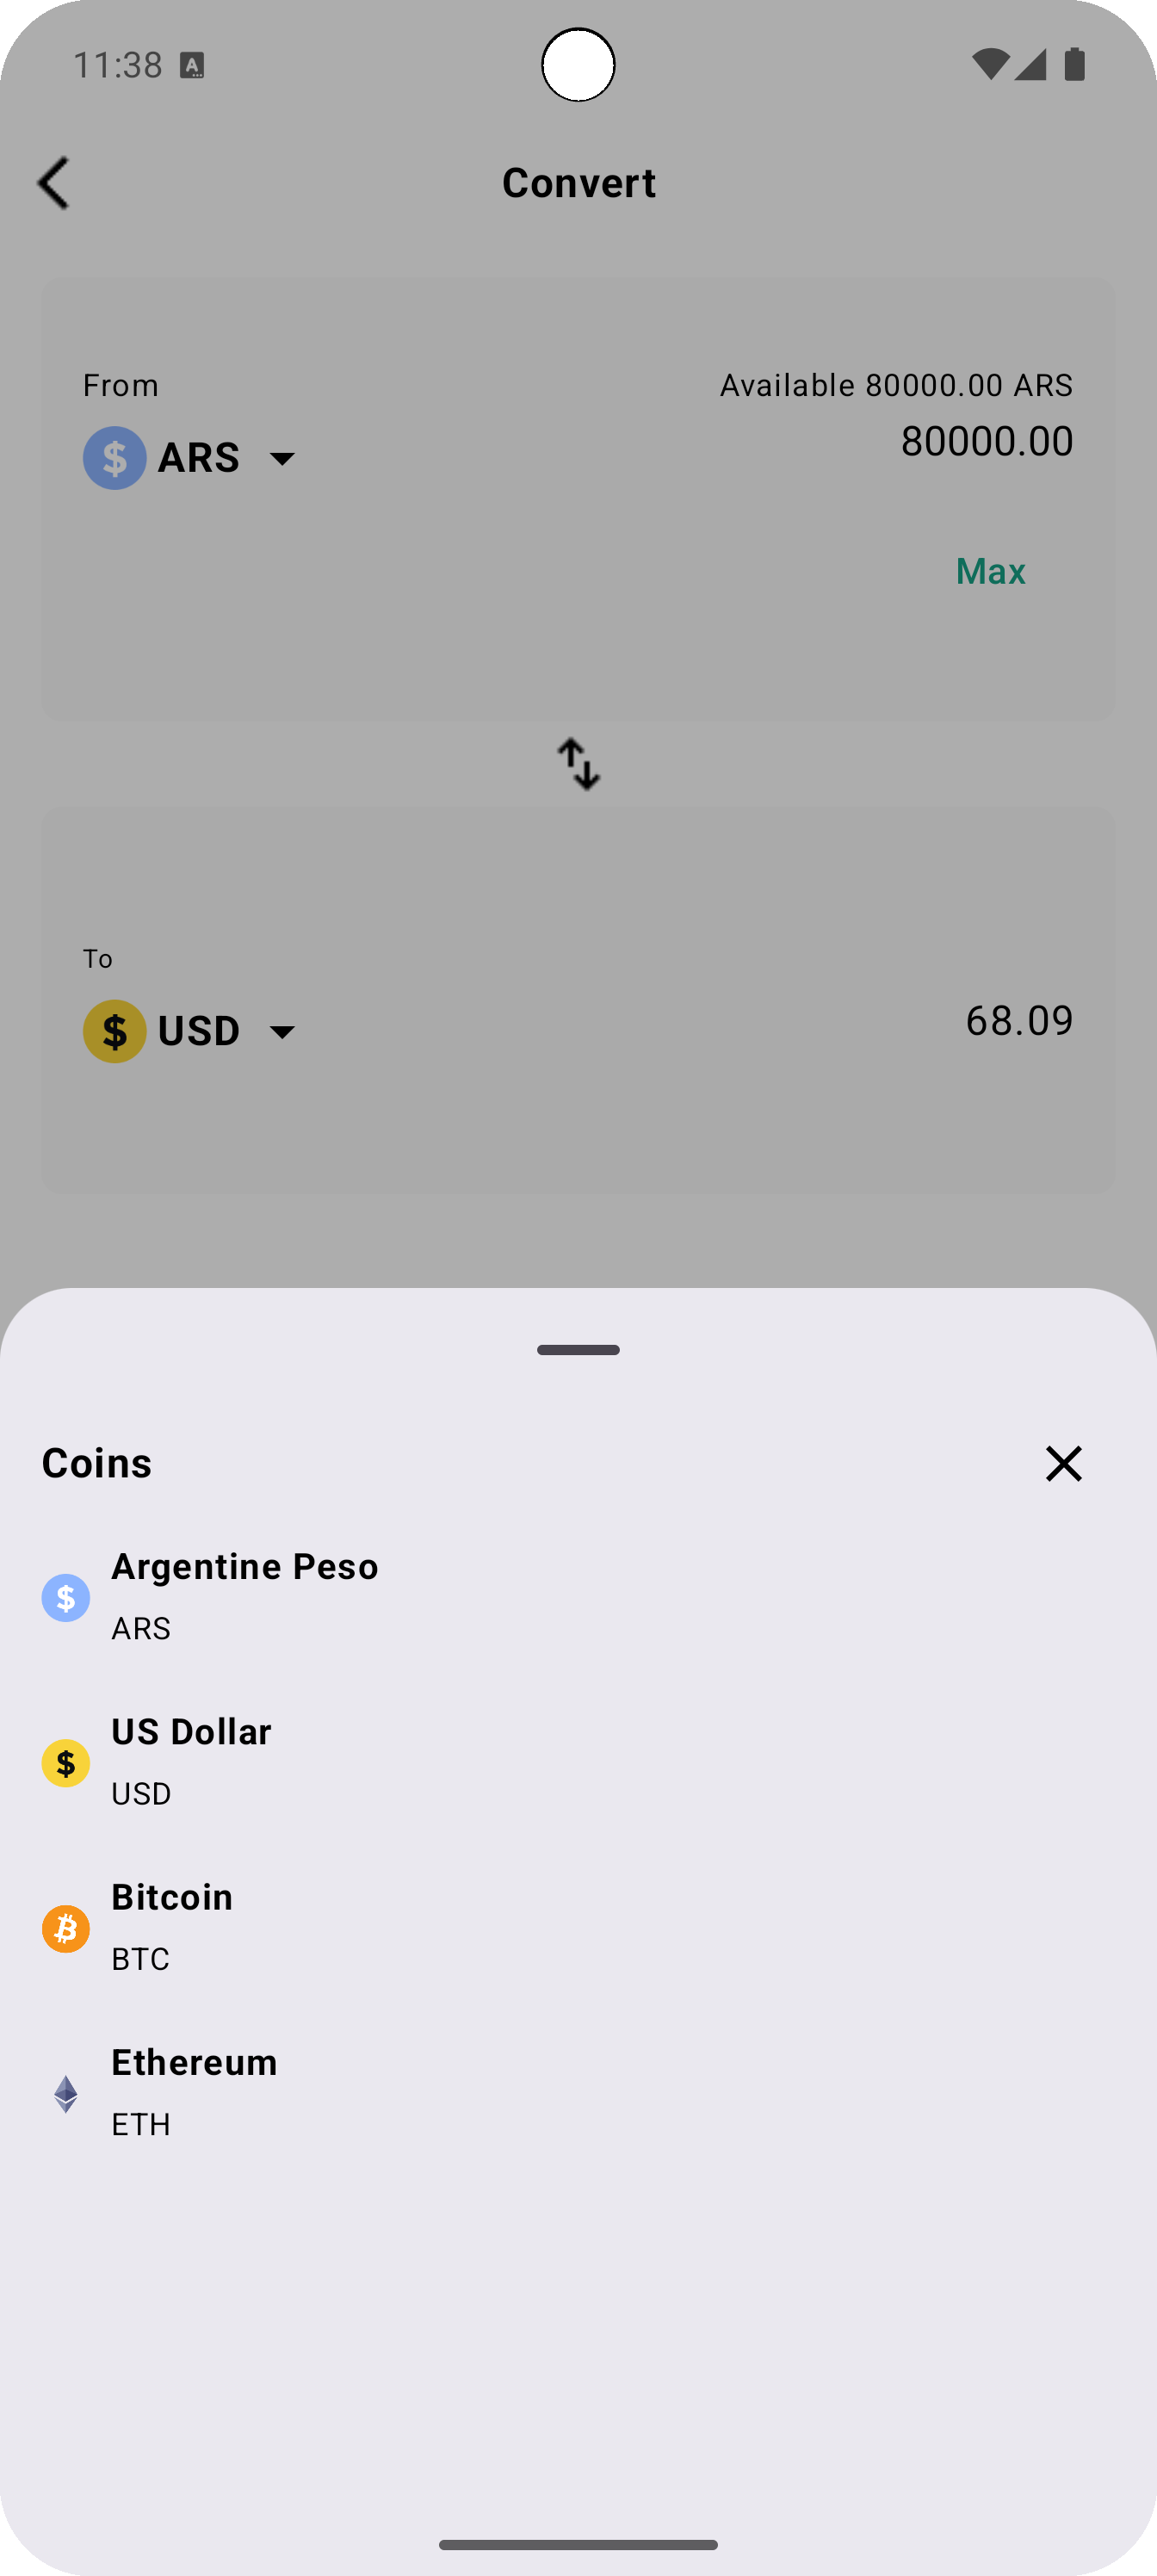 11:38
Convert
From
Available 80000.00 ARS
$ ARS
80000.00
Max
To
$ USD
68.09
Coins
Argentine Peso
$
ARS
US Dollar
$
USD
Bitcoin
BTC
Ethereum
ETH